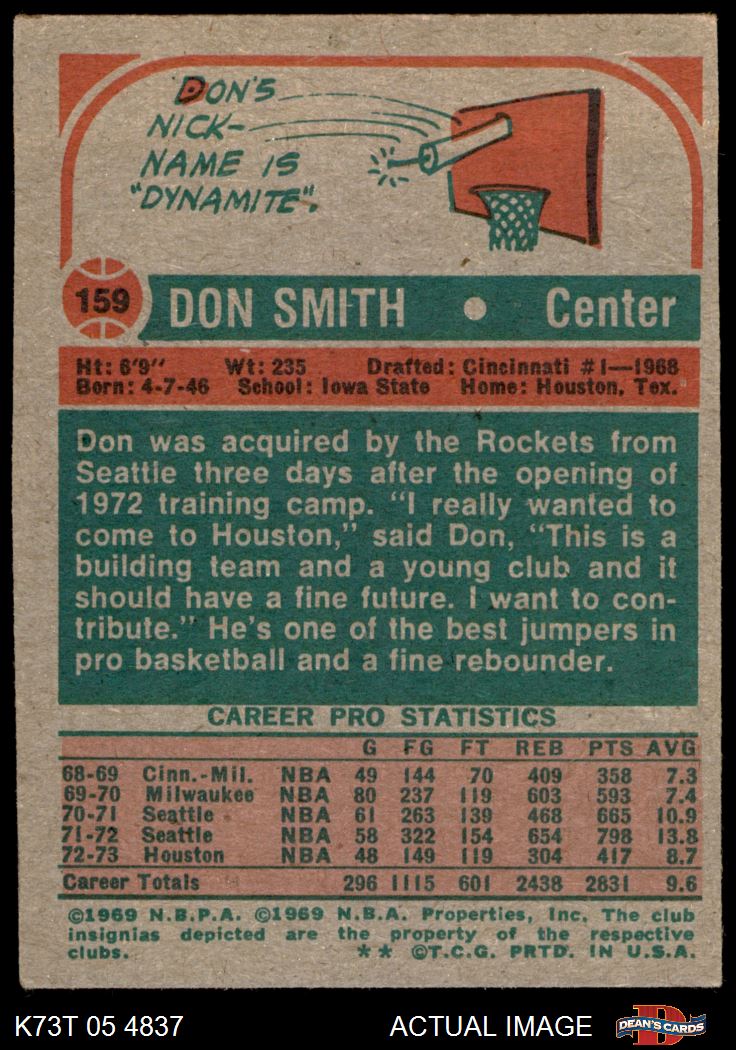 DON'S
NICK-
NAME IS
"DYNAMITE".
159 DON SMITH • Center
Ht: 6'9" Wt: 235 Drafted: Cincinnati #1—1968
Born: 4-7-46 School: Iowa State Home: Houston, Tex.
Don was acquired by the Rockets from
Seattle three days after the opening of
1972 training camp. "I really wanted to
come to Houston," said Don, "This is a
building team and a young club and it
should have a fine future. I want to con-
tribute." He's one of the best jumpers in
pro basketball and a fine rebounder.
CAREER PRO STATISTICS
G FG FT REB PTS AVG
68-69 Cinn.-Mil. NBA 49 144 70 409 358 7.3
69-70 Milwaukee NBA 80 237 119 603 593 7.4
70-71 Seattle NBA 61 263 139 468 665 10.9
71-72 Seattle NBA 58 322 154 654 798 13.8
72-73 Houston NBA 48 149 119 304 417 8.7
Career Totals 296 1115 601 2438 2831 9.6
©1969 N.B.P.A. ©1969 N.B.A. Properties, Inc. The club
insignias depicted are the property of the respective
clubs. ** ©T.C.G. PRTD. IN U.S.A.
K73T 05 4837 ACTUAL IMAGE D DEAN'S CARDS